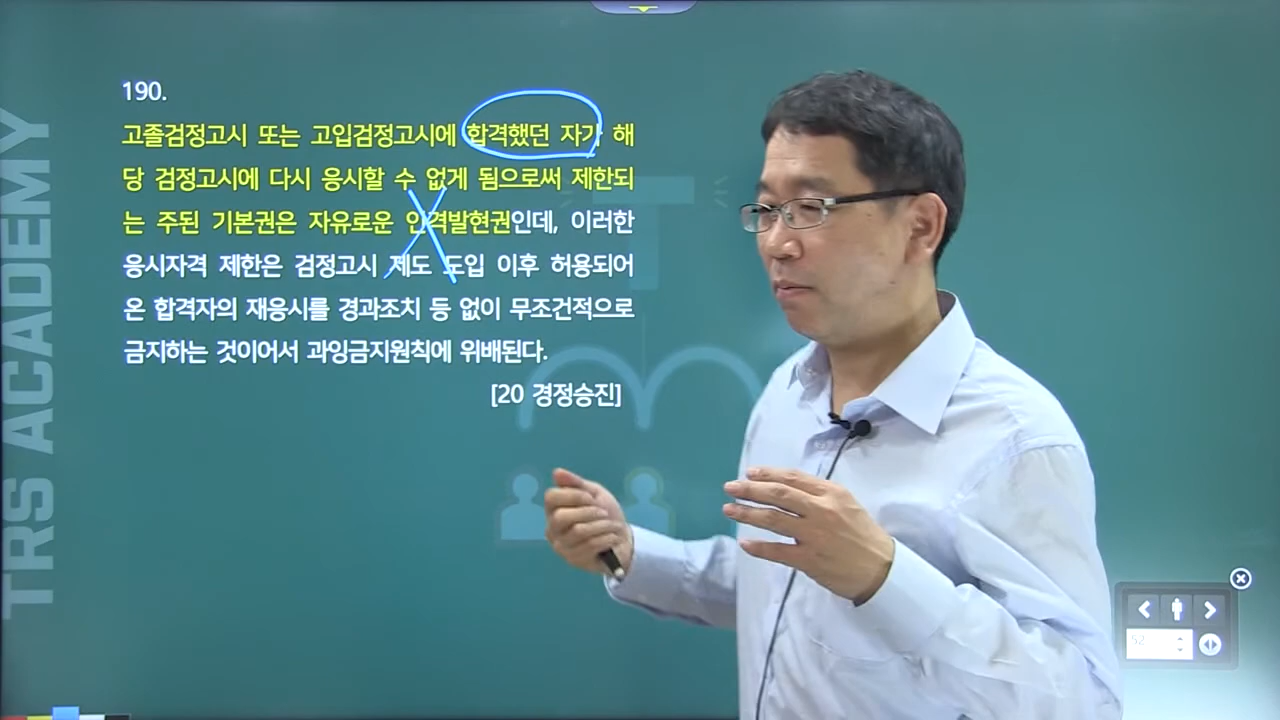 TRS ACADEMY
190.
고졸검정고시 또는 고입검정고시에 합격했던 자가 해
당 검정고시에 다시 응시할 수 없게 됨으로써 제한되
는 주된 기본권은 자유로운 인격발현권인데, 이러한
응시자격 제한은 검정고시 제도 도입 이후 허용되어
온 합격자의 재응시를 경과조치 등 없이 무조건적으로
금지하는 것이어서 과잉금지원칙에 위배된다.
[20 경정승진]
52